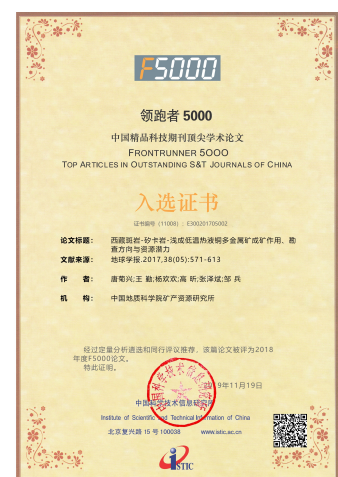 F5000
领跑者 5000
中国精品科技期刊顶尖学术论文
FRONTRUNNER 5OOO
TOP ARTICLES IN OUTSTANDING S&T JOURNALS OF CHINA
入选证书
证书编号（11008）：E300201705002
论文标题： 西藏斑岩-矽卡岩-浅成低温热液铜多金属矿成矿作用、勘
查方向与资源潜力
文献来源： 地球学报.2017,38(05):571-613
作 者： 唐菊兴;王 勤;杨欢欢;高 昕;张泽斌;邹 兵
机 构： 中国地质科学院矿产资源研究所
经过定量分析遴选和同行评议推荐，该篇论文被评为2018
年度F5000论文。
特此证明。
9年11月19日
中国科学技术信息研究所
Institute of Scientific and Technical Information of China
北京复兴路 15 号 100038 www.istic.ac.cn
ISTIC